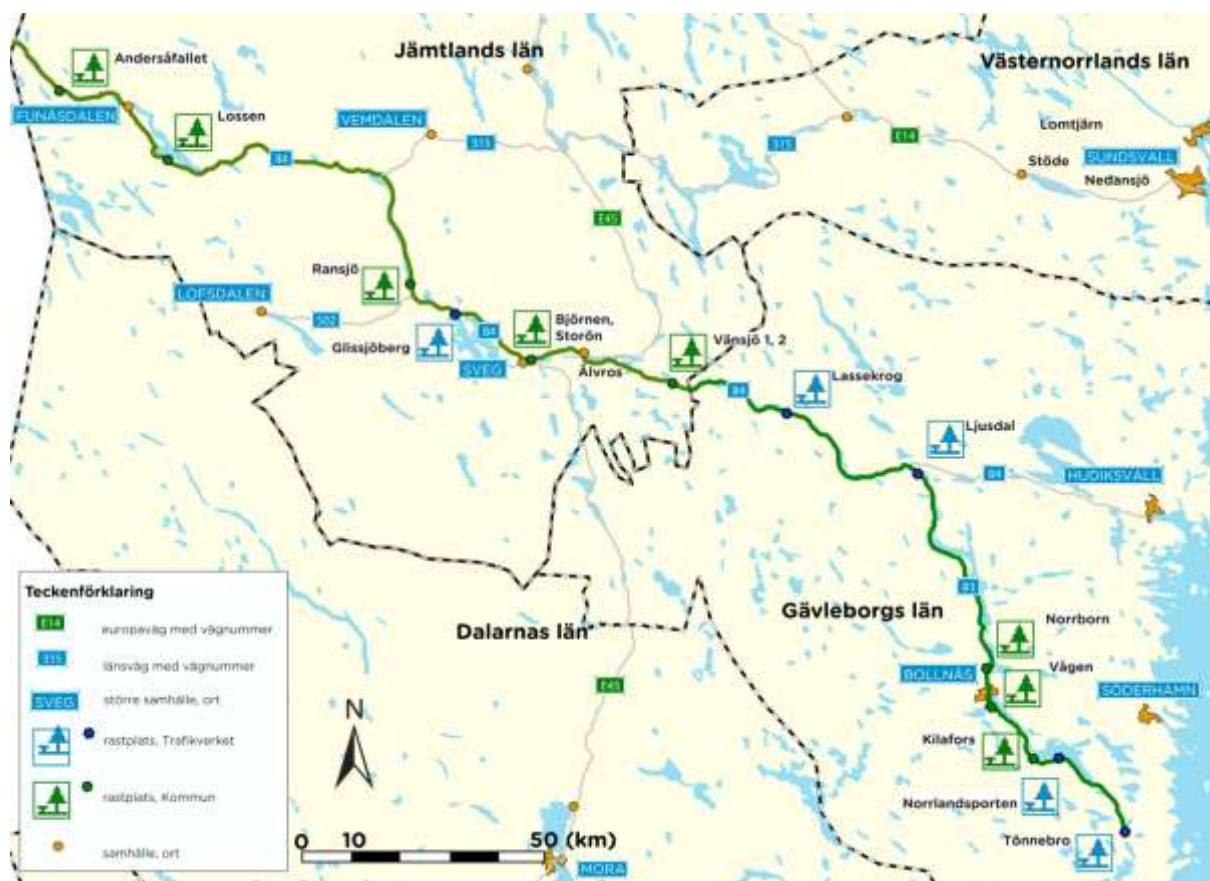 Jämtlands län
Västernorrlands län
Andersåfallet
FUNÄSDALEN
Lossen
VEMDALEN
315
84
E45
315
E14
Lomtjärn
Stöde
SUNDSVALL
Nedansjö
Ransjö
LOFSDALEN
502
Glissjöberg
84
SVEG
Björnen,
Storön
Älvros
Vänsjö 1, 2
84
Lassekrog
Ljusdal
84
HUDIKSVALL
83
Gävleborgs län
Dalarnas län
E45
Norrborn
BOLLNÄS
Vågen
SÖDERHAMN
Kilafors
Norrlandsporten
Tönnebro
MORA
N
0 10 50 (km)
Teckenförklaring
E14 europaväg med vägnummer
315 länsväg med vägnummer
SVEG större samhälle, ort
rastplats, Trafikverket
rastplats, Kommun
samhälle, ort